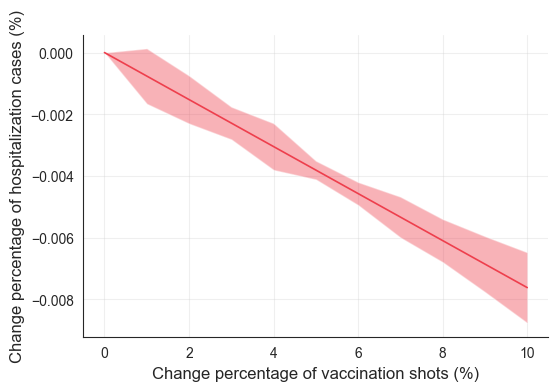 Change percentage of hospitalization cases (%)
0.000
−0.002
−0.004
−0.006
−0.008
0 2 4 6 8 10
Change percentage of vaccination shots (%)